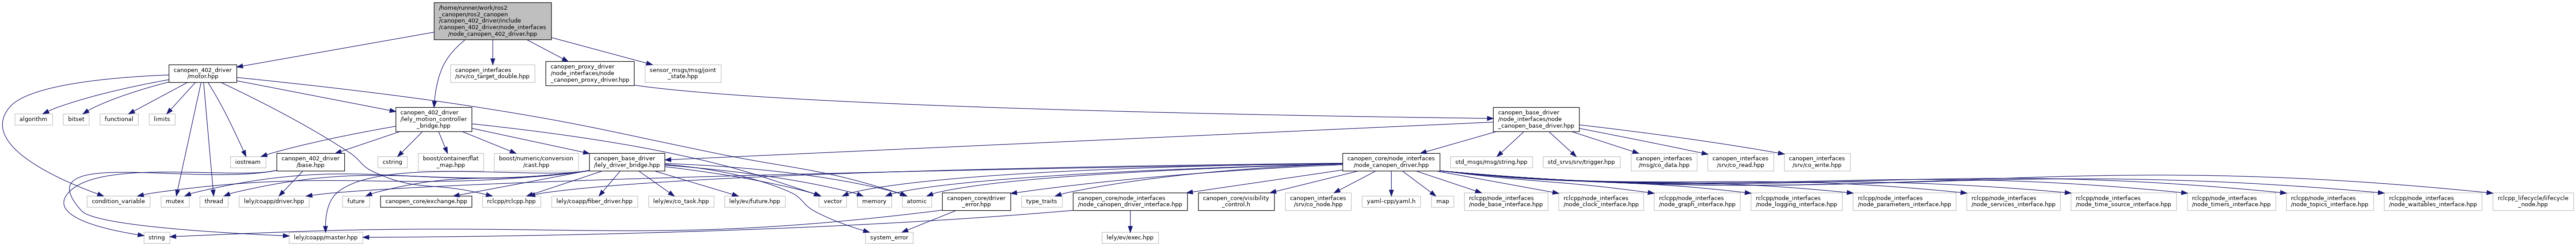 /home/runner/work/ros2
_canopen/ros2_canopen
/canopen_402_driver/include
/canopen_402_driver/node_interfaces
/node_canopen_402_driver.hpp
canopen_402_driver
/motor.hpp
canopen_interfaces
/srv/co_target_double.hpp
canopen_proxy_driver
/node_interfaces/node
_canopen_proxy_driver.hpp
sensor_msgs/msg/joint
_state.hpp
algorithm
bitset
functional
limits
canopen_402_driver
/lely_motion_controller
_bridge.hpp
canopen_base_driver
/node_interfaces/node
_canopen_base_driver.hpp
iostream
canopen_402_driver
/base.hpp
cstring
boost/container/flat
_map.hpp
boost/numeric/conversion
/cast.hpp
canopen_base_driver
/lely_driver_bridge.hpp
canopen_core/node_interfaces
/node_canopen_driver.hpp
std_msgs/msg/string.hpp
std_srvs/srv/trigger.hpp
canopen_interfaces
/msg/co_data.hpp
canopen_interfaces
/srv/co_read.hpp
canopen_interfaces
/srv/co_write.hpp
condition_variable
mutex
thread
lely/coapp/driver.hpp
future
canopen_core/exchange.hpp
rclcpp/rclcpp.hpp
lely/coapp/fiber_driver.hpp
lely/ev/co_task.hpp
lely/ev/future.hpp
vector
memory
atomic
canopen_core/driver
_error.hpp
type_traits
canopen_core/node_interfaces
/node_canopen_driver_interface.hpp
canopen_core/visibility
_control.h
canopen_interfaces
/srv/co_node.hpp
yaml-cpp/yaml.h
map
rclcpp/node_interfaces
/node_base_interface.hpp
rclcpp/node_interfaces
/node_clock_interface.hpp
rclcpp/node_interfaces
/node_graph_interface.hpp
rclcpp/node_interfaces
/node_logging_interface.hpp
rclcpp/node_interfaces
/node_parameters_interface.hpp
rclcpp/node_interfaces
/node_services_interface.hpp
rclcpp/node_interfaces
/node_time_source_interface.hpp
rclcpp/node_interfaces
/node_timers_interface.hpp
rclcpp/node_interfaces
/node_topics_interface.hpp
rclcpp/node_interfaces
/node_waitables_interface.hpp
rclcpp_lifecycle/lifecycle
_node.hpp
string
lely/coapp/master.hpp
system_error
lely/ev/exec.hpp